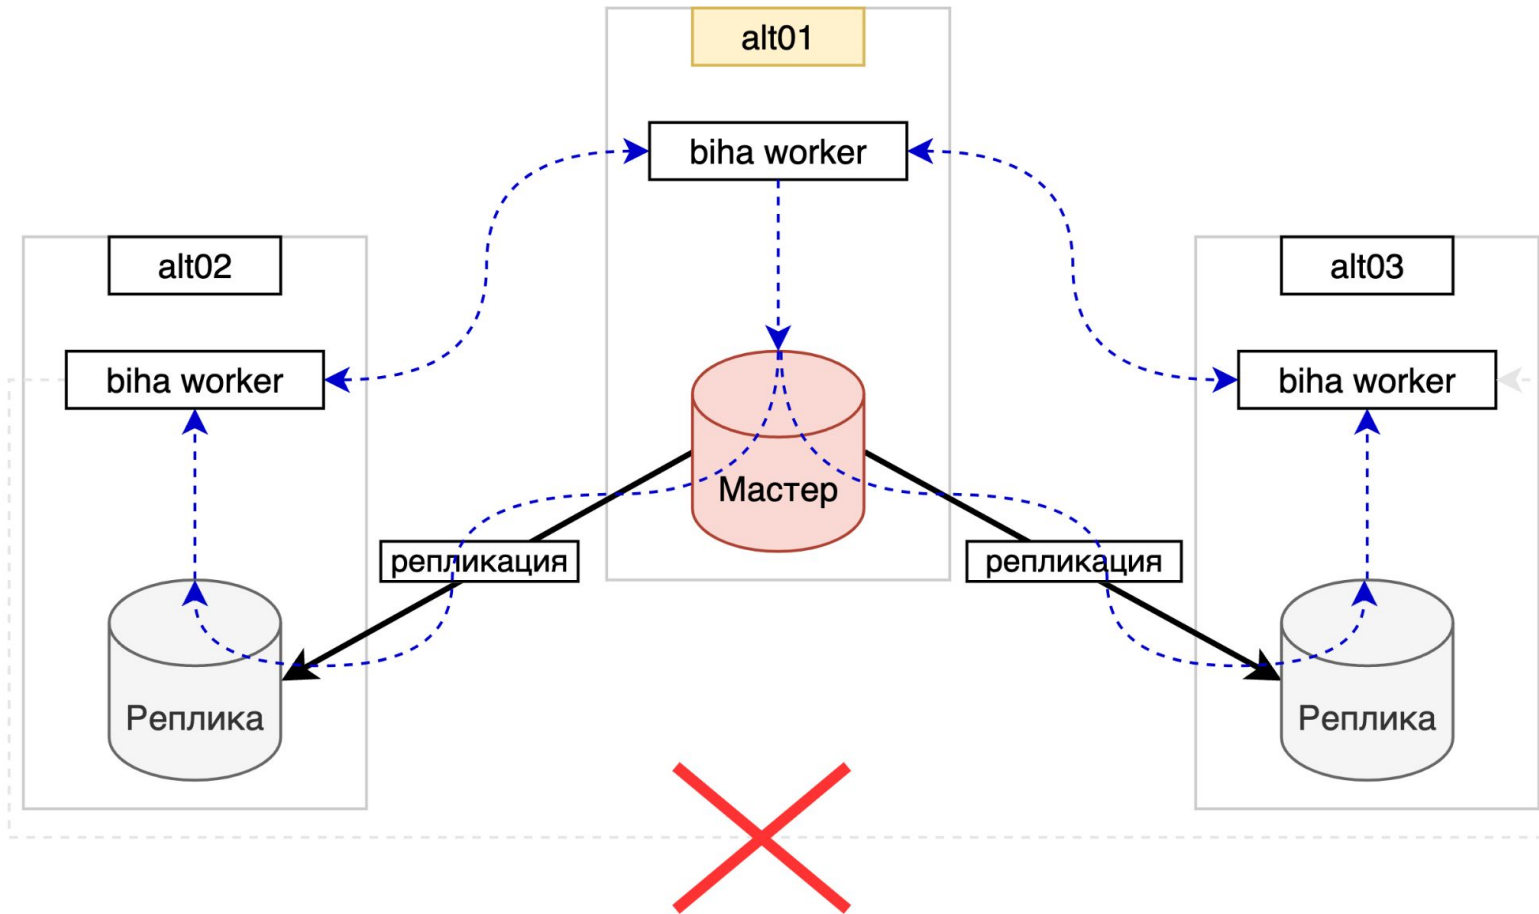 alt01
biha worker
alt02
alt03
biha worker
biha worker
Мастер
репликация
репликация
Реплика
Реплика